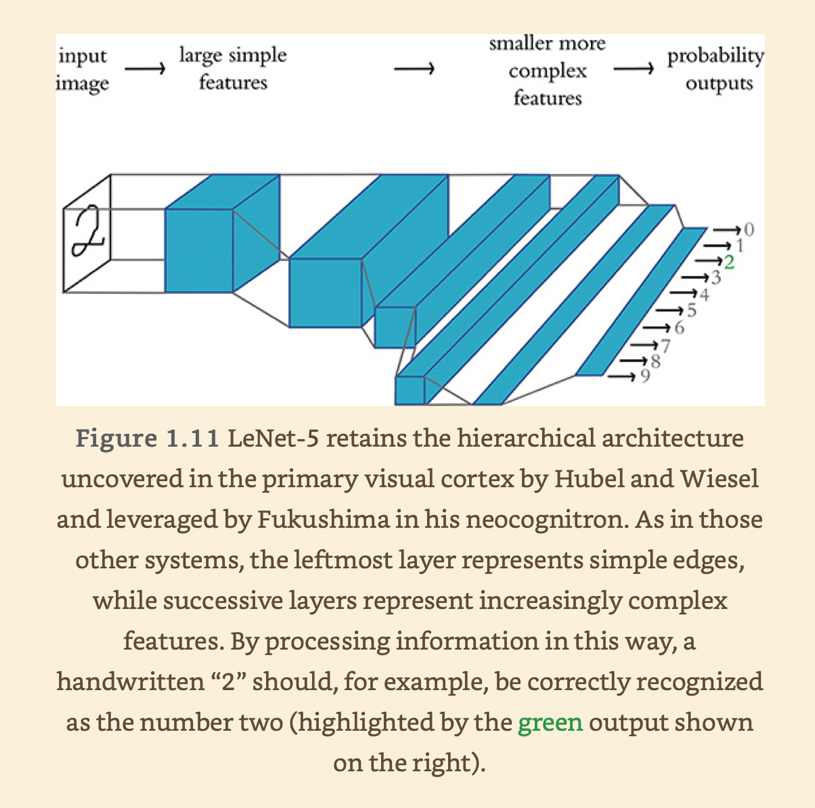 input
image
large simple
features
smaller more
complex
features
probability
outputs
2
0
1
2
3
4
5
6
7
8
9
Figure 1.11 LeNet-5 retains the hierarchical architecture
uncovered in the primary visual cortex by Hubel and Wiesel
and leveraged by Fukushima in his neocognitron. As in those
other systems, the leftmost layer represents simple edges,
while successive layers represent increasingly complex
features. By processing information in this way, a
handwritten “2” should, for example, be correctly recognized
as the number two (highlighted by the green output shown
on the right).